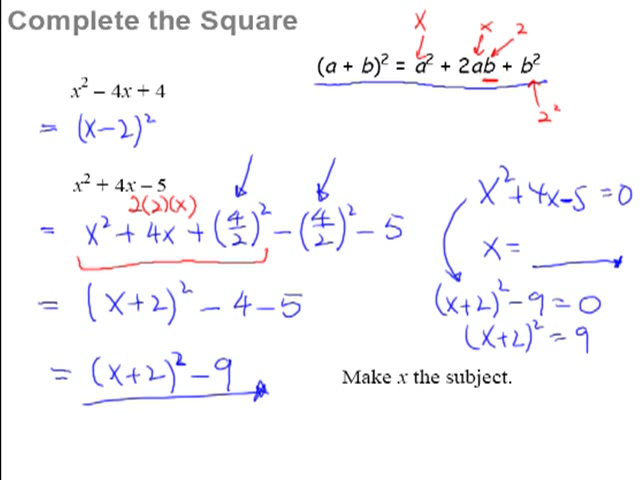 Complete the Square
(a + b)² = a² + 2ab + b²
x
x
2
2²
x² – 4x + 4
= (x–2)²
x² + 4x – 5
2(2)(x)
= x² + 4x + (4/2)² – (4/2)² – 5
= (x+2)² – 4 – 5
= (x+2)² – 9
x² + 4x – 5 = 0
x = ____
(x+2)² – 9 = 0
(x+2)² = 9
Make x the subject.